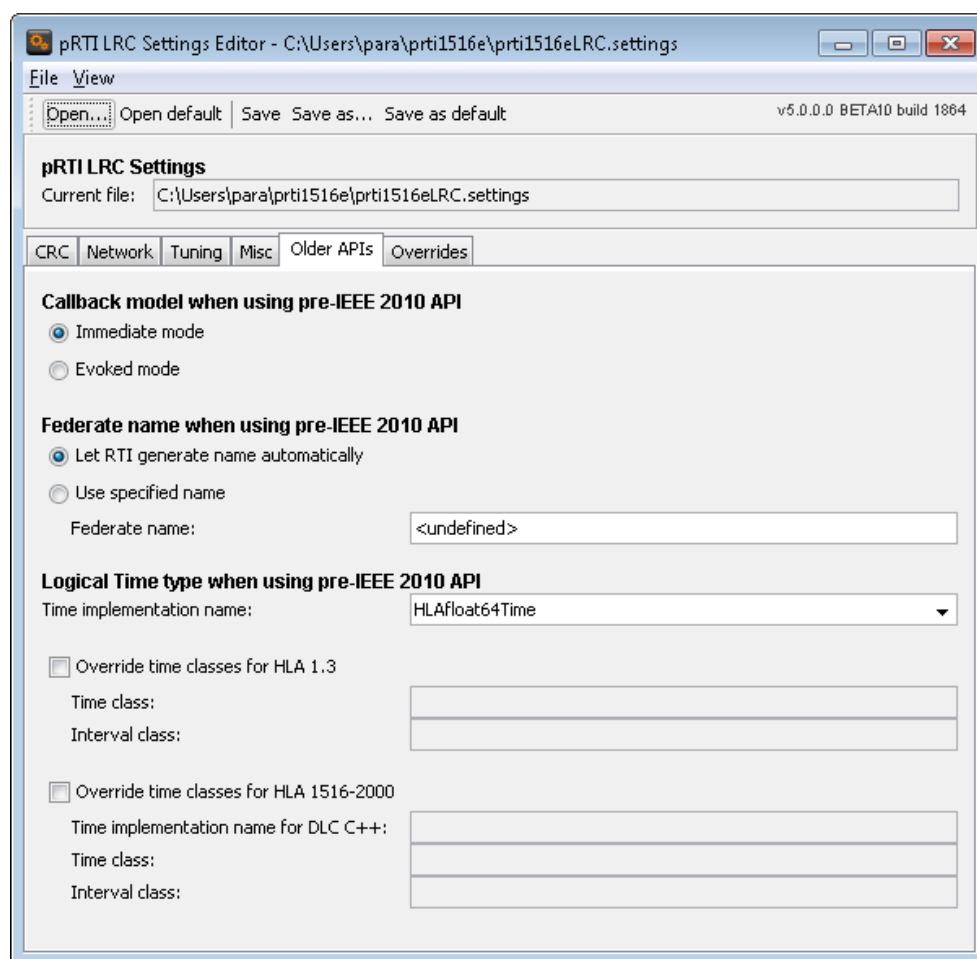 pRTI LRC Settings Editor - C:\Users\para\prti1516e\prti1516eLRC.settings
File View
Open... Open default Save Save as... Save as default v5.0.0.0 BETA10 build 1864
pRTI LRC Settings
Current file: C:\Users\para\prti1516e\prti1516eLRC.settings
CRC Network Tuning Misc Older APIs Overrides
Callback model when using pre-IEEE 2010 API
Immediate mode
Evoked mode
Federate name when using pre-IEEE 2010 API
Let RTI generate name automatically
Use specified name
Federate name: <undefined>
Logical Time type when using pre-IEEE 2010 API
Time implementation name: HLAfloat64Time
Override time classes for HLA 1.3
Time class:
Interval class:
Override time classes for HLA 1516-2000
Time implementation name for DLC C++:
Time class:
Interval class: